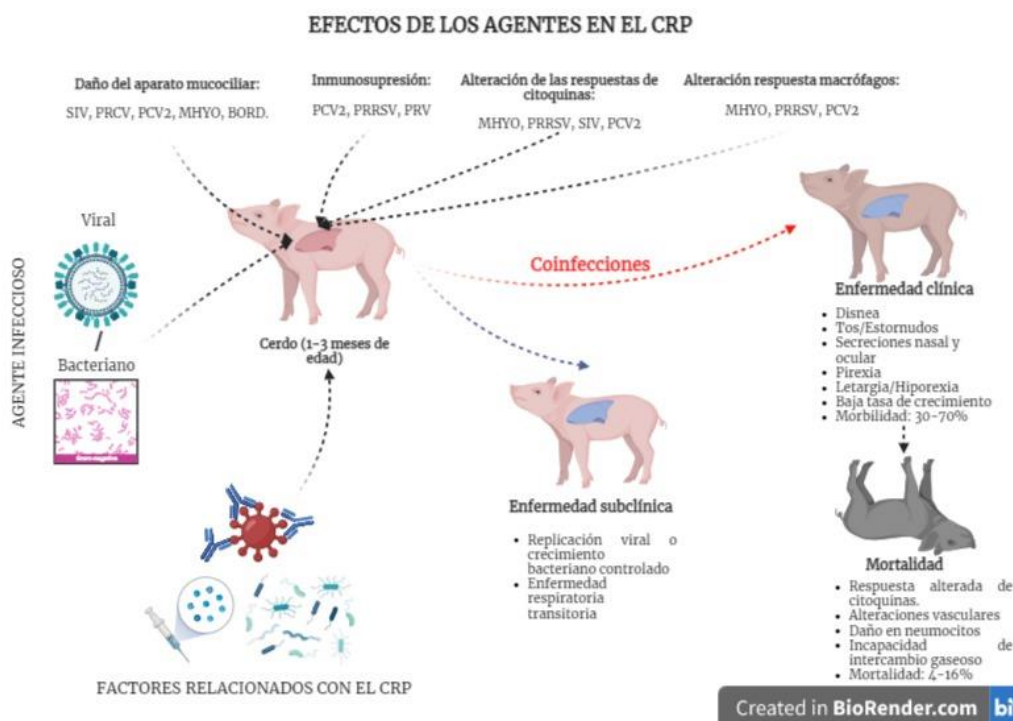 EFECTOS DE LOS AGENTES EN EL CRP
Daño del aparato mucociliar:
SIV, PRCV, PCV2, MHYO, BORD.
Inmunosupresión:
PCV2, PRRSV, PRV
Alteración de las respuestas de
citoquinas:
MHYO, PRRSV, SIV, PCV2
Alteración respuesta macrófagos:
MHYO, PRRSV, PCV2
AGENTE INFECCIOSO
Viral
Bacteriano
Cerdo (1-3 meses de
edad)
Coinfecciones
Enfermedad clínica
• Disnea
• Tos/Estornudos
• Secreciones nasal y
ocular
• Pirexia
• Letargia/Hiporexia
• Baja tasa de crecimiento
• Morbilidad: 30-70%
Enfermedad subclínica
• Replicación viral o
crecimiento
bacteriano controlado
• Enfermedad
respiratoria
transitoria
Mortalidad
• Respuesta alterada de
citoquinas.
• Alteraciones vasculares
• Daño en neumocitos
• Incapacidad de
intercambio gaseoso
• Mortalidad: 4-16%
FACTORES RELACIONADOS CON EL CRP
Created in BioRender.com bi